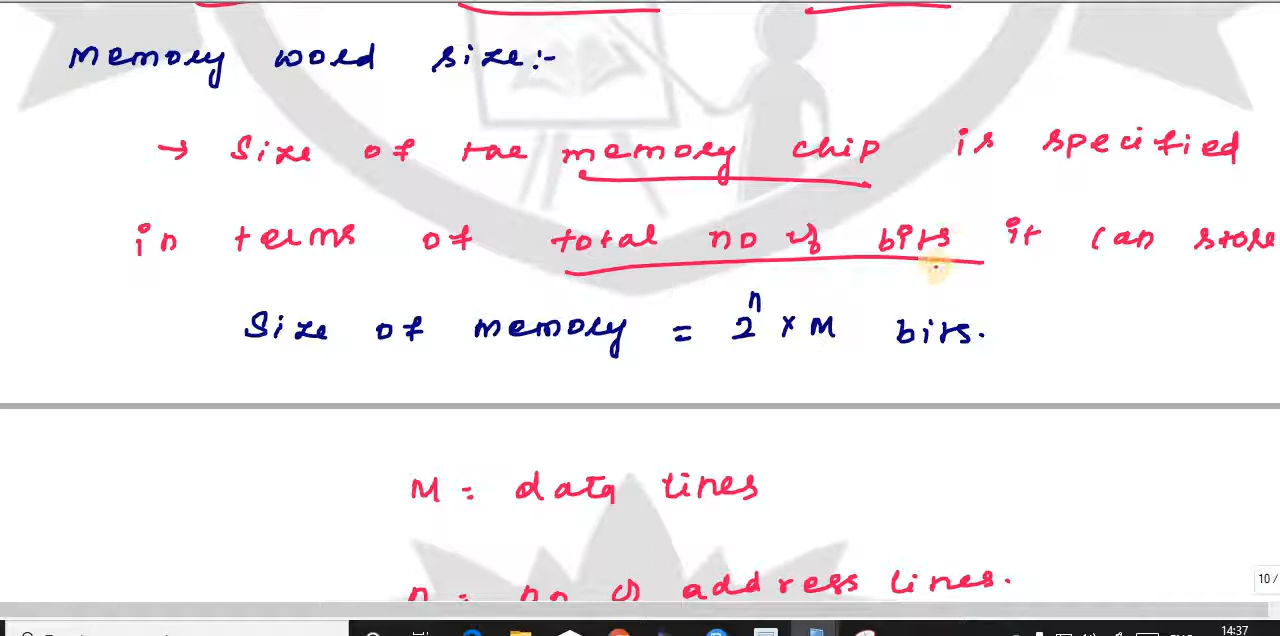 Memory word size:-
→ Size of the memory chip is specified
in terms of total no of bits it can store
Size of memory = 2^n × M bits.
M = data lines
n = no of address lines.
10 /
14:37